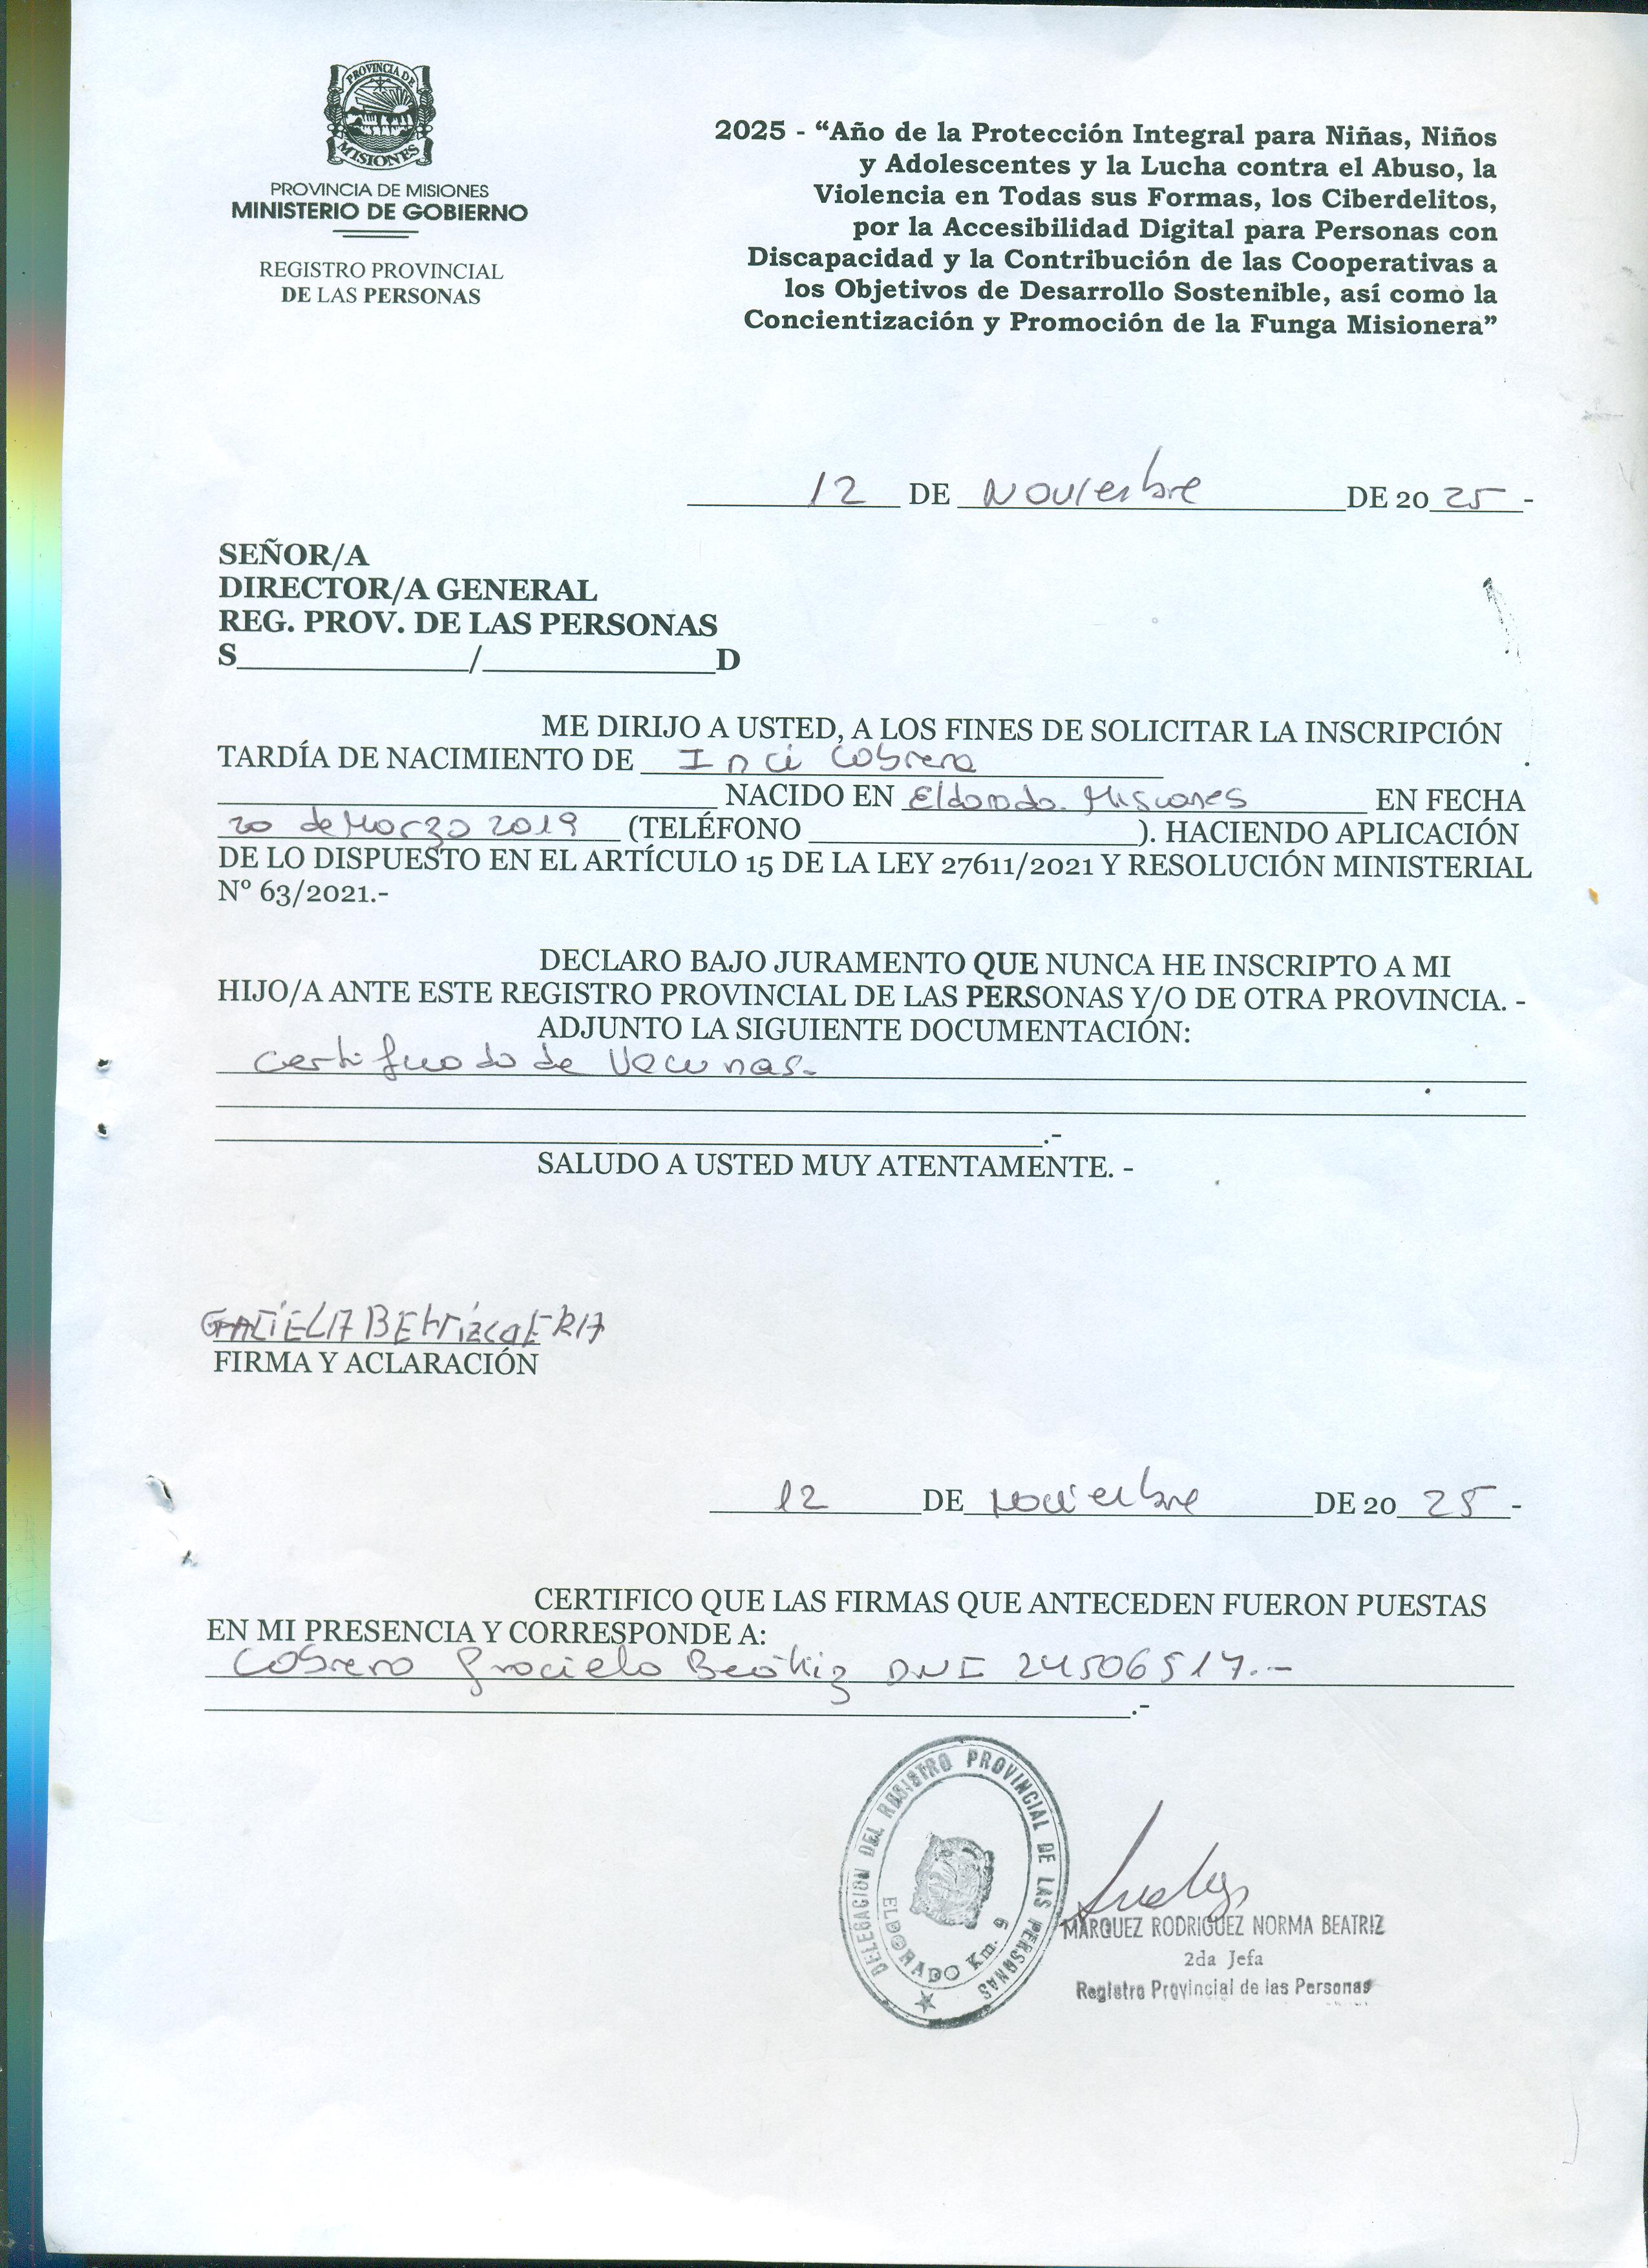 PROVINCIA DE
MISIONES
PROVINCIA DE MISIONES
MINISTERIO DE GOBIERNO
REGISTRO PROVINCIAL
DE LAS PERSONAS
2025 - “Año de la Protección Integral para Niñas, Niños
y Adolescentes y la Lucha contra el Abuso, la
Violencia en Todas sus Formas, los Ciberdelitos,
por la Accesibilidad Digital para Personas con
Discapacidad y la Contribución de las Cooperativas a
los Objetivos de Desarrollo Sostenible, así como la
Concientización y Promoción de la Funga Misionera”
12 DE Noviembre DE 2025-
SEÑOR/A
DIRECTOR/A GENERAL
REG. PROV. DE LAS PERSONAS
S______________/______________D
ME DIRIJO A USTED, A LOS FINES DE SOLICITAR LA INSCRIPCIÓN
TARDÍA DE NACIMIENTO DE Cabrera
NACIDO EN Eldorado. Misiones EN FECHA
20 de Marzo 2019 (TELÉFONO ____________________). HACIENDO APLICACIÓN
DE LO DISPUESTO EN EL ARTÍCULO 15 DE LA LEY 27611/2021 Y RESOLUCIÓN MINISTERIAL
Nº 63/2021.-
DECLARO BAJO JURAMENTO QUE NUNCA HE INSCRIPTO A MI
HIJO/A ANTE ESTE REGISTRO PROVINCIAL DE LAS PERSONAS Y/O DE OTRA PROVINCIA. -
ADJUNTO LA SIGUIENTE DOCUMENTACIÓN:
Certificado de Vacunas.
.-
SALUDO A USTED MUY ATENTAMENTE. -
FIRMA Y ACLARACIÓN
12 DE Noviembre DE 2025-
CERTIFICO QUE LAS FIRMAS QUE ANTECEDEN FUERON PUESTAS
EN MI PRESENCIA Y CORRESPONDE A:
Cabrera Graciela Beatriz DNI 24506517.-
.-
DELEGACION DEL REGISTRO PROVINCIAL DE LAS PERSONAS
ELDORADO Km. 9
MARQUEZ RODRIGUEZ NORMA BEATRIZ
2da Jefa
Registro Provincial de las Personas